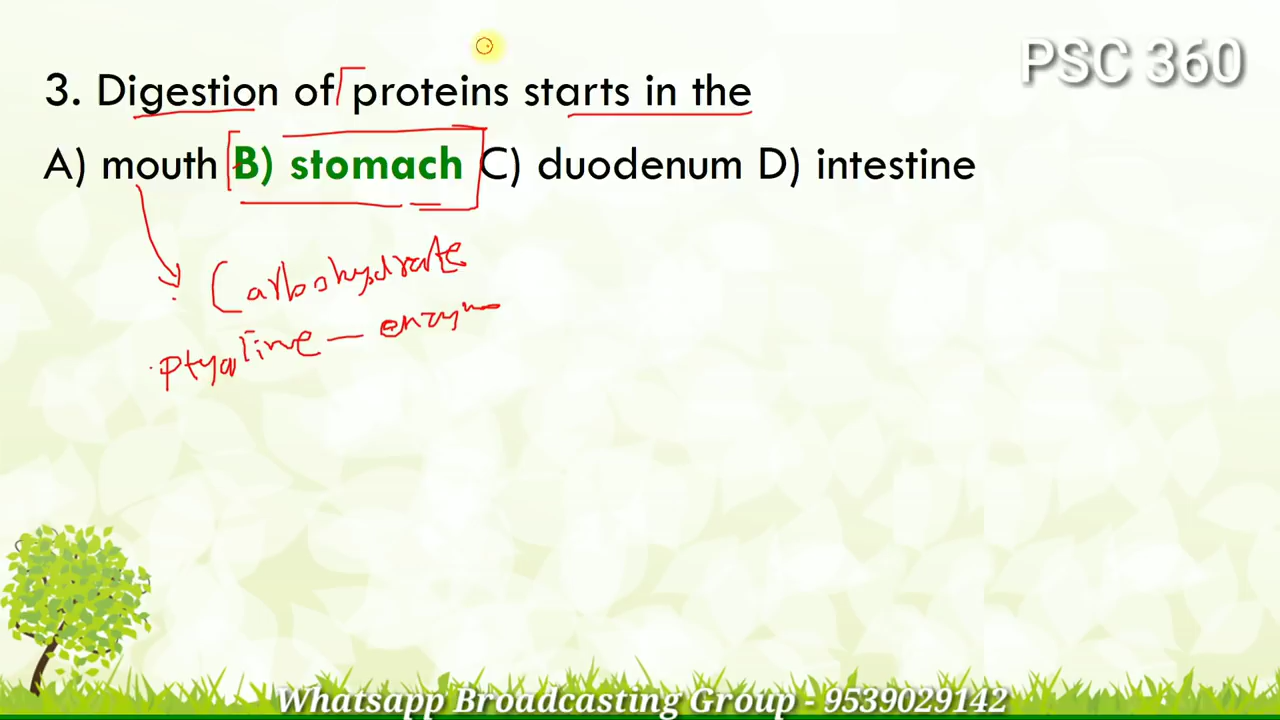 PSC 360
3. Digestion of proteins starts in the
A) mouth B) stomach C) duodenum D) intestine
Carbohydrate
Ptyaline — enzyme
Whatsapp Broadcasting Group - 9539029142